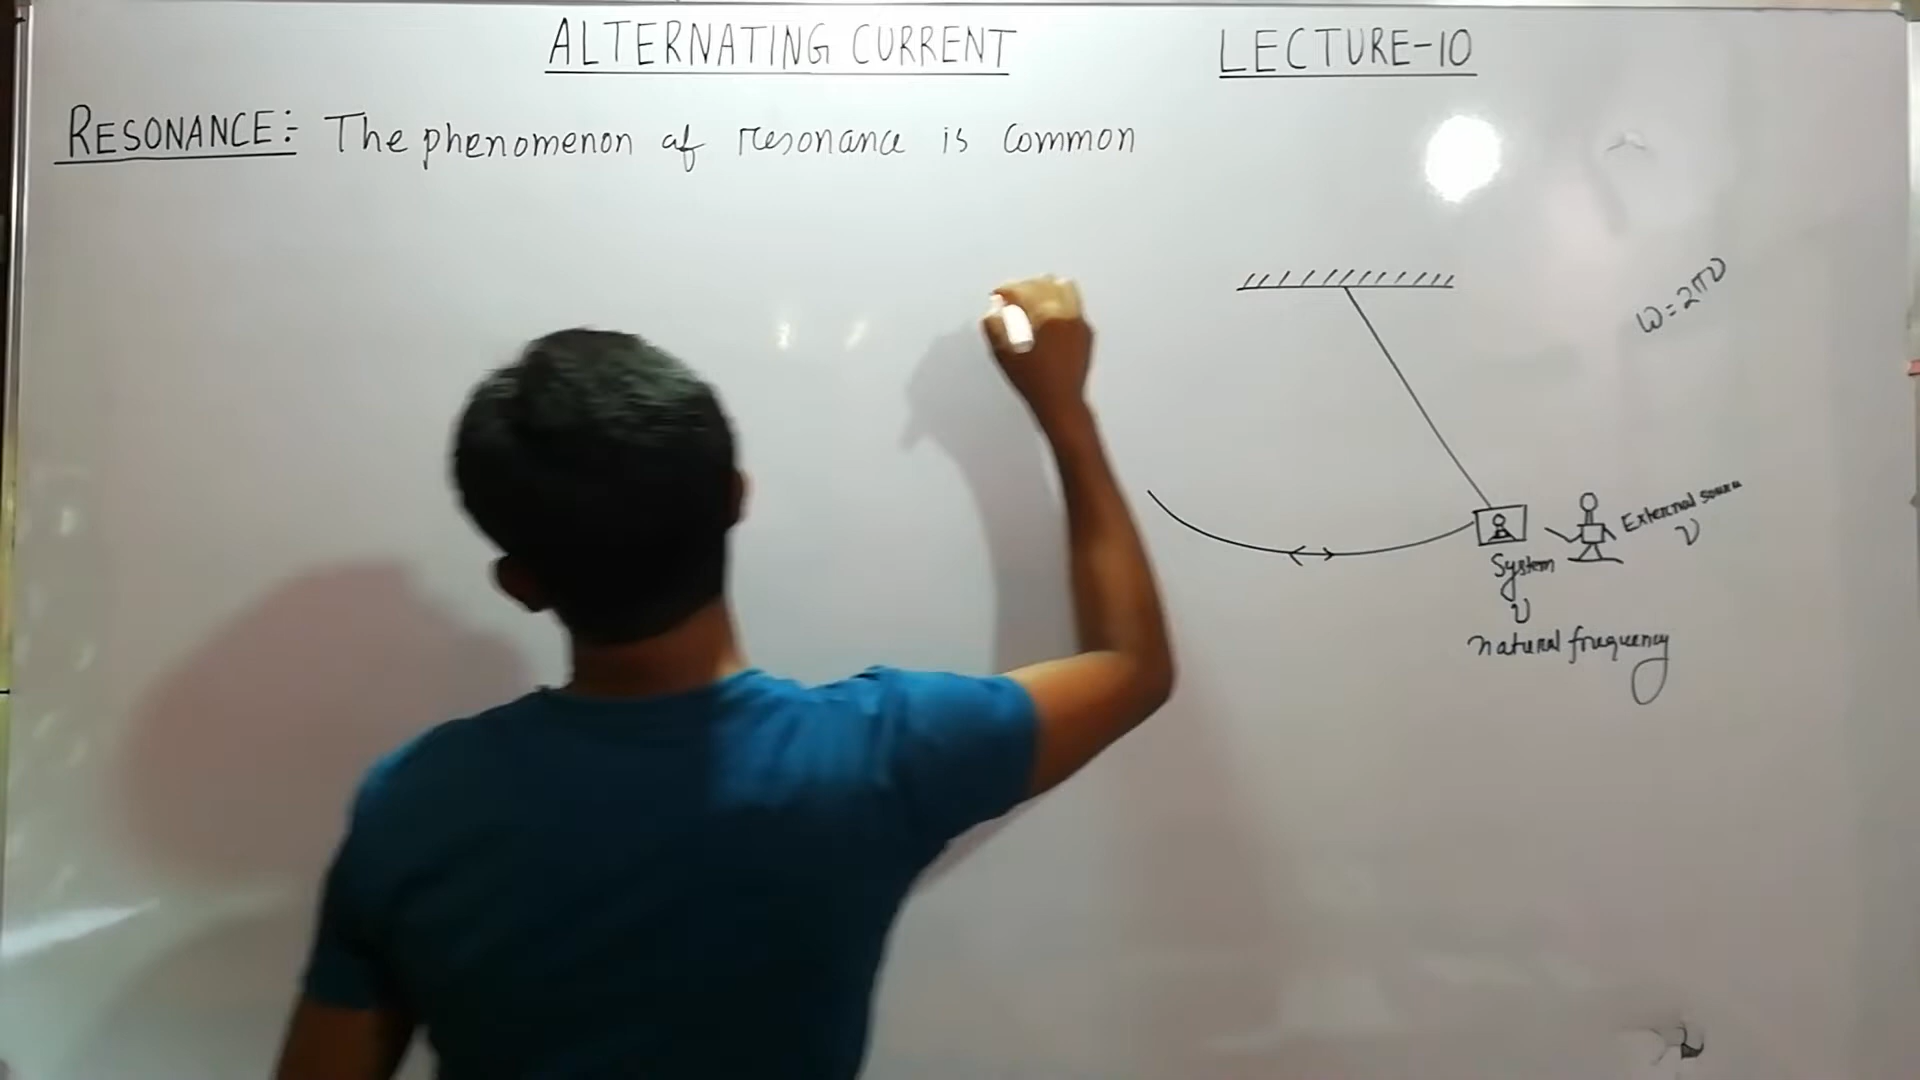 ALTERNATING CURRENT LECTURE-10
RESONANCE:- The phenomenon of resonance is common
ω = 2πν
External source
ν
System
ν
natural frequency